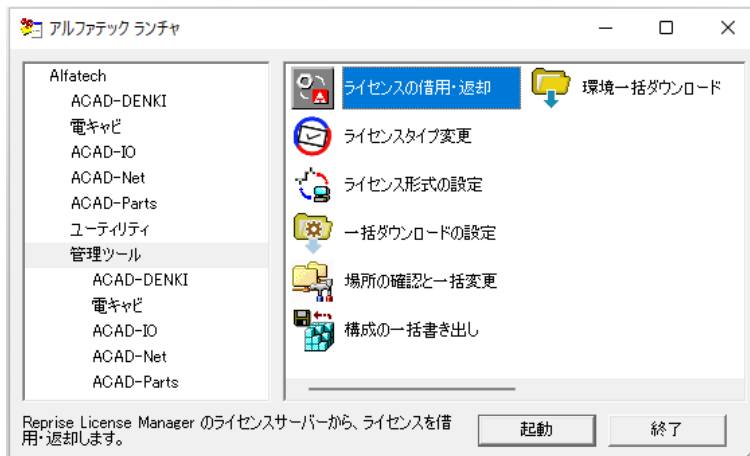 アルファテック ランチャ
Alfatech
ACAD-DENKI
電キャビ
ACAD-IO
ACAD-Net
ACAD-Parts
ユーティリティ
管理ツール
ACAD-DENKI
電キャビ
ACAD-IO
ACAD-Net
ACAD-Parts
ライセンスの借用・返却
環境一括ダウンロード
ライセンスタイプ変更
ライセンス形式の設定
一括ダウンロードの設定
場所の確認と一括変更
構成の一括書き出し
Reprise License Manager のライセンスサーバーから、ライセンスを借
用・返却します。
起動
終了